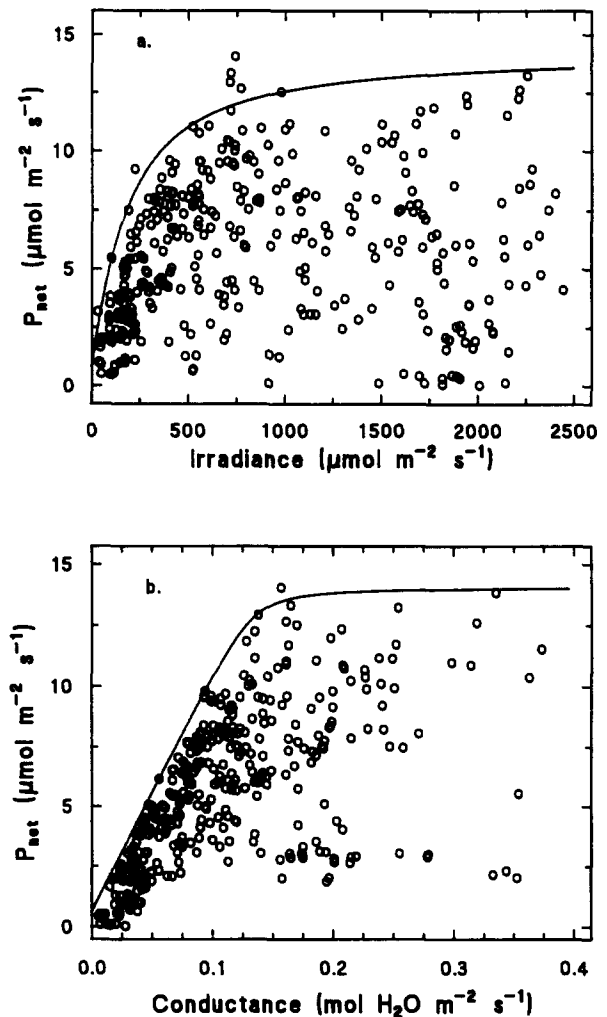 a.
15
10
5
0
P_net (μmol m⁻² s⁻¹)
0 500 1000 1500 2000 2500
Irradiance (μmol m⁻² s⁻¹)
b.
15
10
5
0
P_net (μmol m⁻² s⁻¹)
0.0 0.1 0.2 0.3 0.4
Conductance (mol H₂O m⁻² s⁻¹)